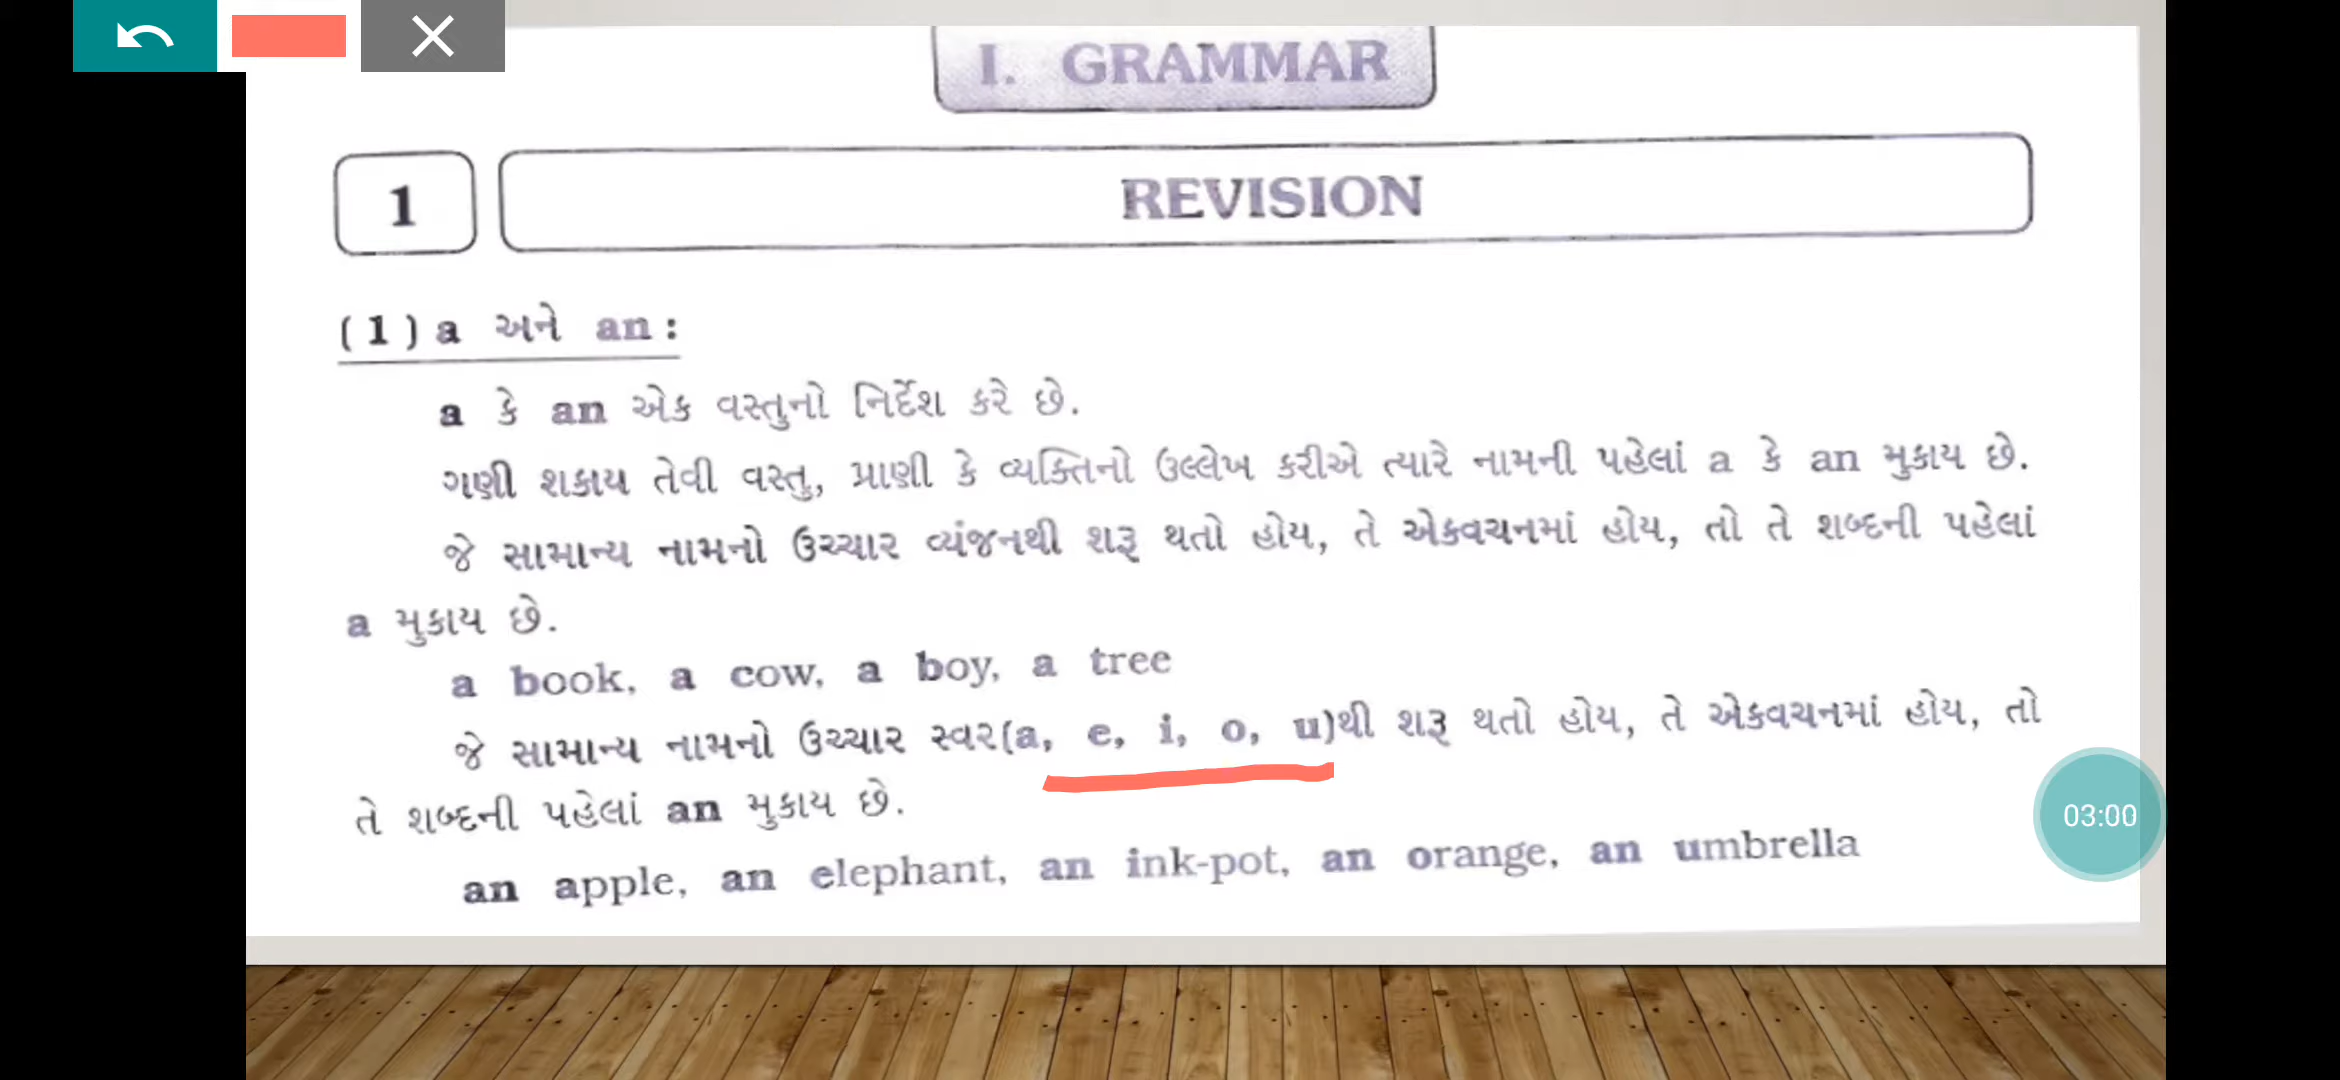 I. GRAMMAR
1 REVISION
(1) a અને an :
a કે an એક વસ્તુનો નિર્દેશ કરે છે.
ગણી શકાય તેવી વસ્તુ, પ્રાણી કે વ્યક્તિનો ઉલ્લેખ કરીએ ત્યારે નામની પહેલાં a કે an મુકાય છે.
જે સામાન્ય નામનો ઉચ્ચાર વ્યંજનથી શરૂ થતો હોય, તે એકવચનમાં હોય, તો તે શબ્દની પહેલાં
a મુકાય છે.
a book, a cow, a boy, a tree
જે સામાન્ય નામનો ઉચ્ચાર સ્વર(a, e, i, o, u)થી શરૂ થતો હોય, તે એકવચનમાં હોય, તો
તે શબ્દની પહેલાં an મુકાય છે.
03:00
an apple, an elephant, an ink-pot, an orange, an umbrella